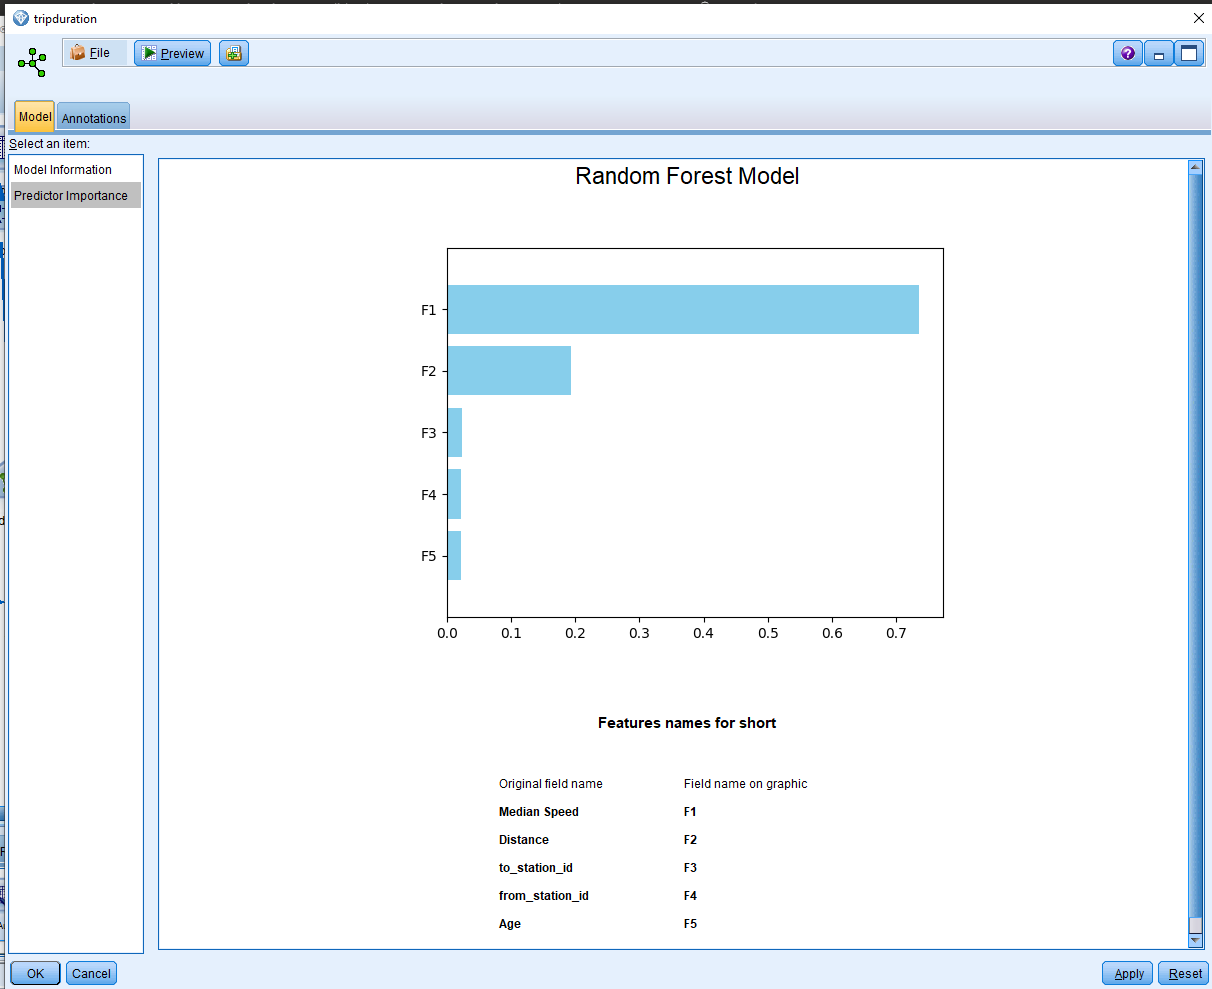 tripduration
File Preview
Model Annotations
Select an item:
Model Information
Predictor Importance
Random Forest Model
F1
F2
F3
F4
F5
0.0 0.1 0.2 0.3 0.4 0.5 0.6 0.7
Features names for short
Original field name Field name on graphic
Median Speed F1
Distance F2
to_station_id F3
from_station_id F4
Age F5
OK Cancel Apply Reset